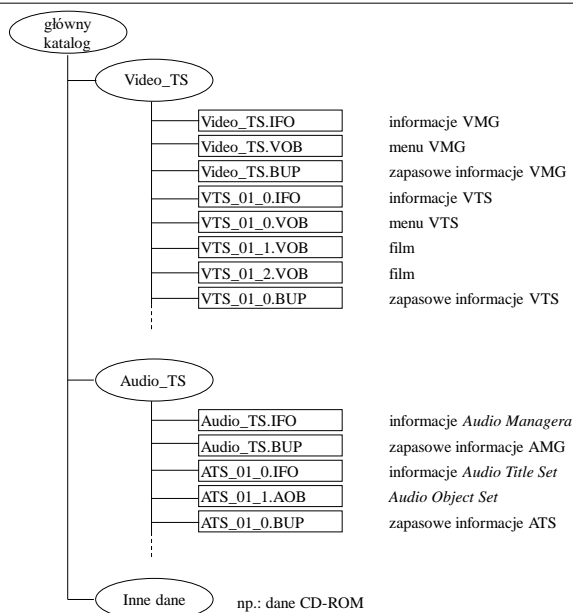 główny
katalog
Video_TS
Video_TS.IFO informacje VMG
Video_TS.VOB menu VMG
Video_TS.BUP zapasowe informacje VMG
VTS_01_0.IFO informacje VTS
VTS_01_0.VOB menu VTS
VTS_01_1.VOB film
VTS_01_2.VOB film
VTS_01_0.BUP zapasowe informacje VTS
Audio_TS
Audio_TS.IFO informacje Audio Managera
Audio_TS.BUP zapasowe informacje AMG
ATS_01_0.IFO informacje Audio Title Set
ATS_01_1.AOB Audio Object Set
ATS_01_0.BUP zapasowe informacje ATS
Inne dane np.: dane CD-ROM